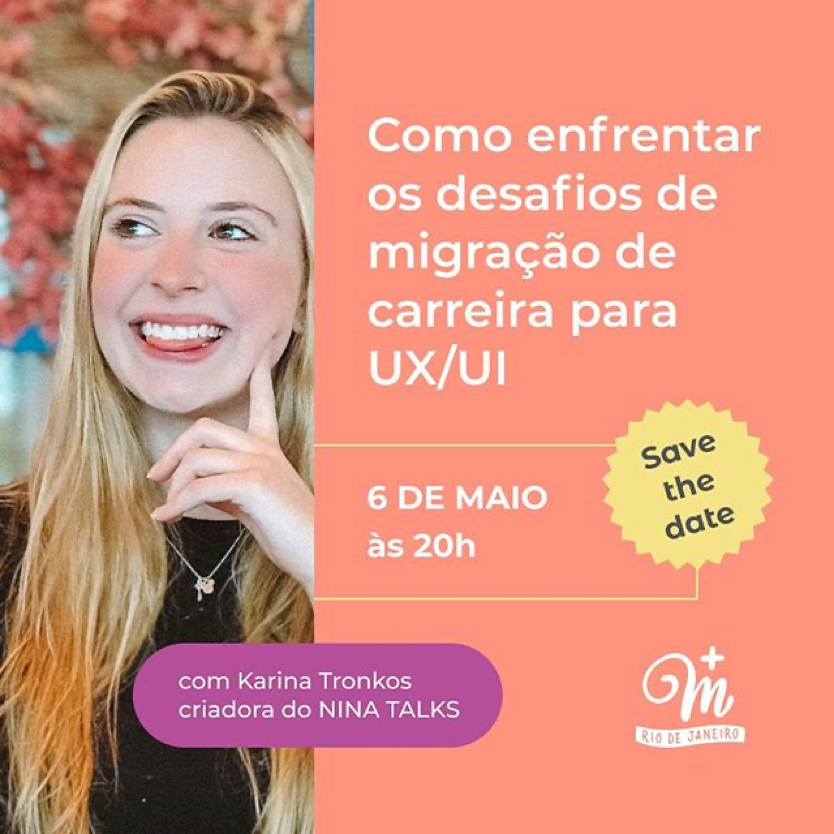 Como enfrentar
os desafios de
migração de
carreira para
UX/UI
Save
the
date
6 DE MAIO
às 20h
com Karina Tronkos
criadora do NINA TALKS
m+
RIO DE JANEIRO